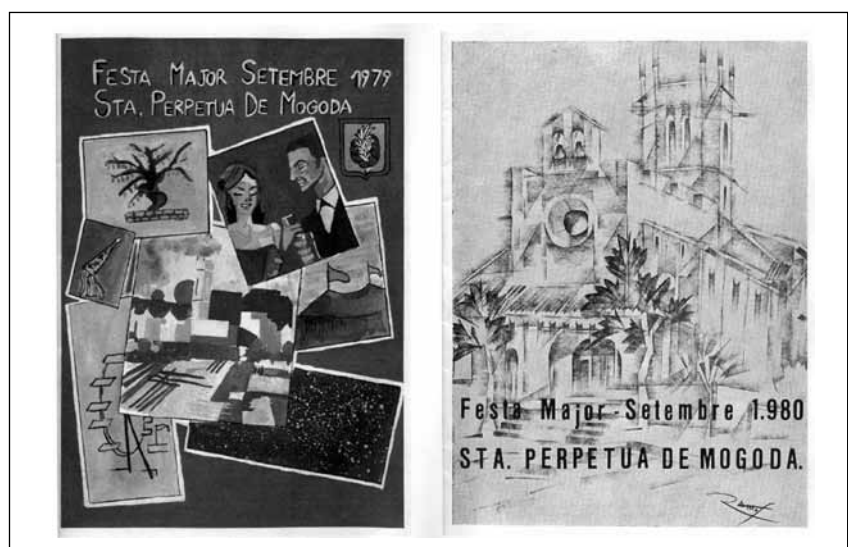 FESTA MAJOR SETEMBRE 1979
STA. PERPETUA DE MOGODA
Festa Major-Setembre 1.980
STA. PERPETUA DE MOGODA.